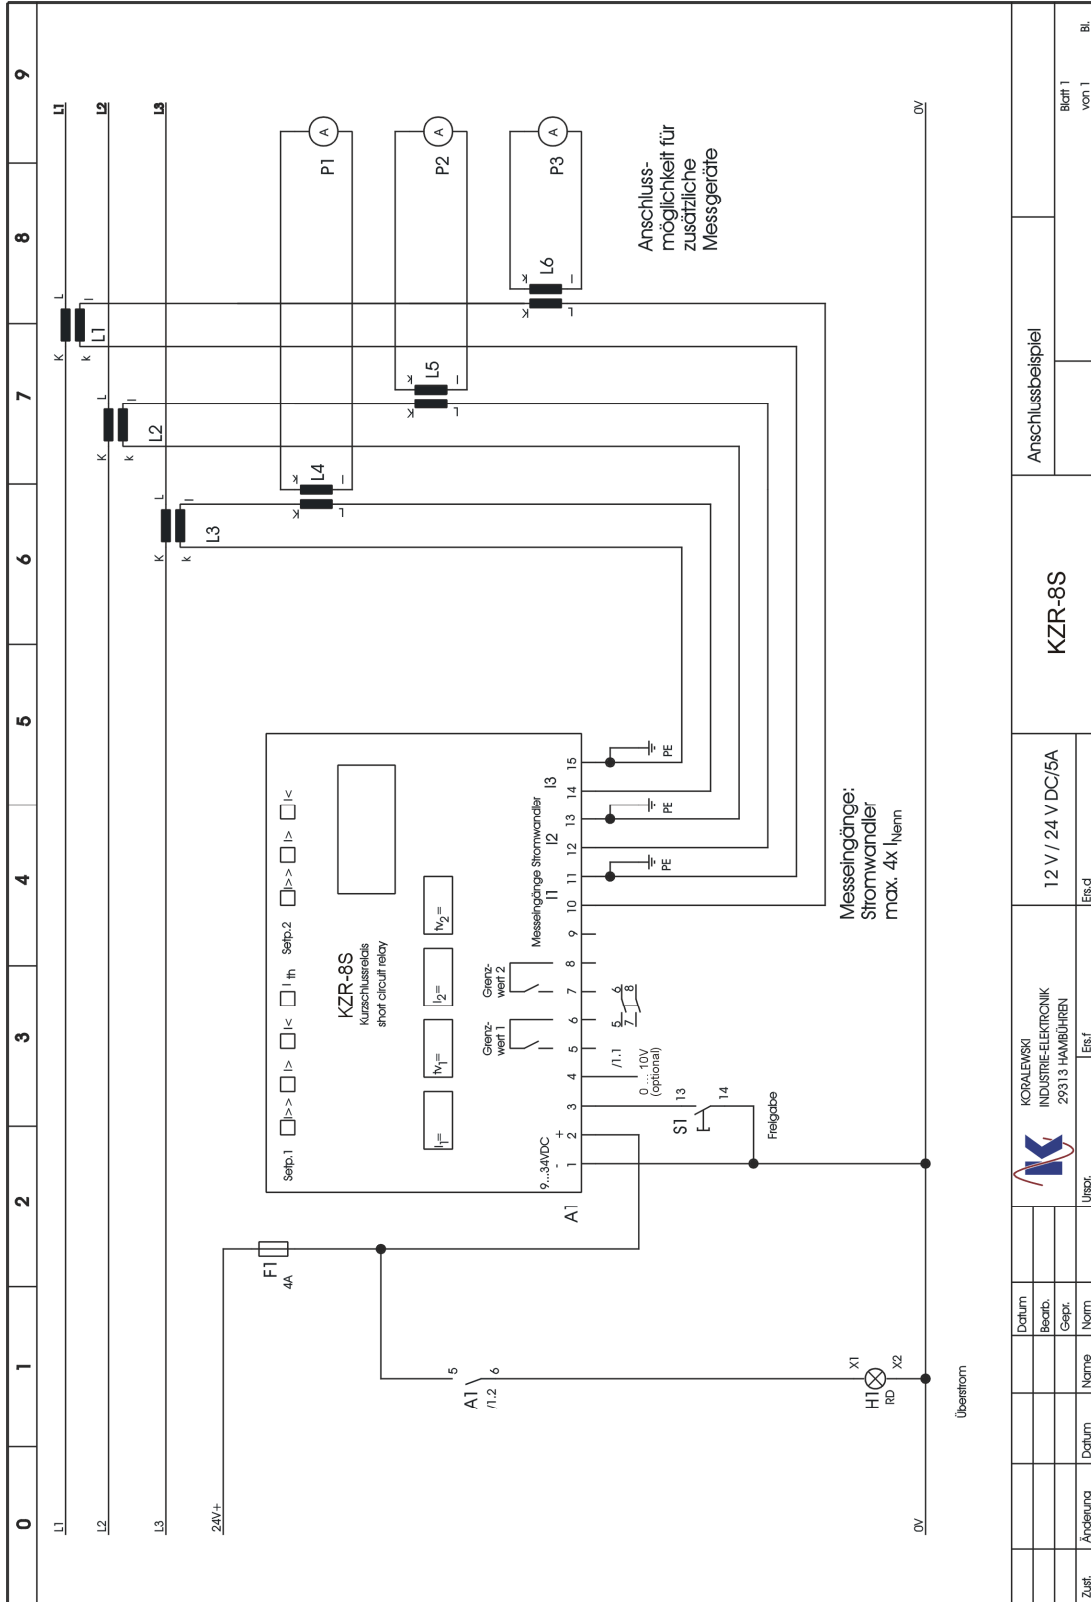 0 1 2 3 4 5 6 7 8 9
L1 L1
L2 L2
L3 L3
K L
k l
L1
K L
k l
L2
K L
k l
L3
24V+
F1
4A
Setp.1 I>> I> I< I th Setp.2 I>> I> I<
KZR-8S
Kurzschlussrelais
short circuit relay
I1= tv1= I2= tv2=
Grenz-
wert 1
Grenz-
wert 2
Messeingänge Stromwandler
I1 I2 I3
9...34VDC
- +
1 2 3 4 5 6 7 8 9 10 11 12 13 14 15
A1
PE PE PE
0 ... 10V
(optional)
/1.1
5 6
7 8
S1
13
14
Freigabe
K k
L4
L l
P1
A
K k
L5
L l
P2
A
K k
L6
L l
P3
A
Anschluss-
möglichkeit für
zusätzliche
Messgeräte
Messeingänge:
Stromwandler
max. 4x INenn
5
A1
/1.2
6
X1
H1
RD
X2
0V 0V
Überstrom
Zust. Änderung Datum Name Norm
Datum
Bearb.
Gepr.
Urspr. Ers.f Ers.d
KORALEWSKI
INDUSTRIE-ELEKTRONIK
29313 HAMBÜHREN
12 V / 24 V DC/5A
KZR-8S
Anschlussbeispiel
Blatt 1
von 1 Bl.